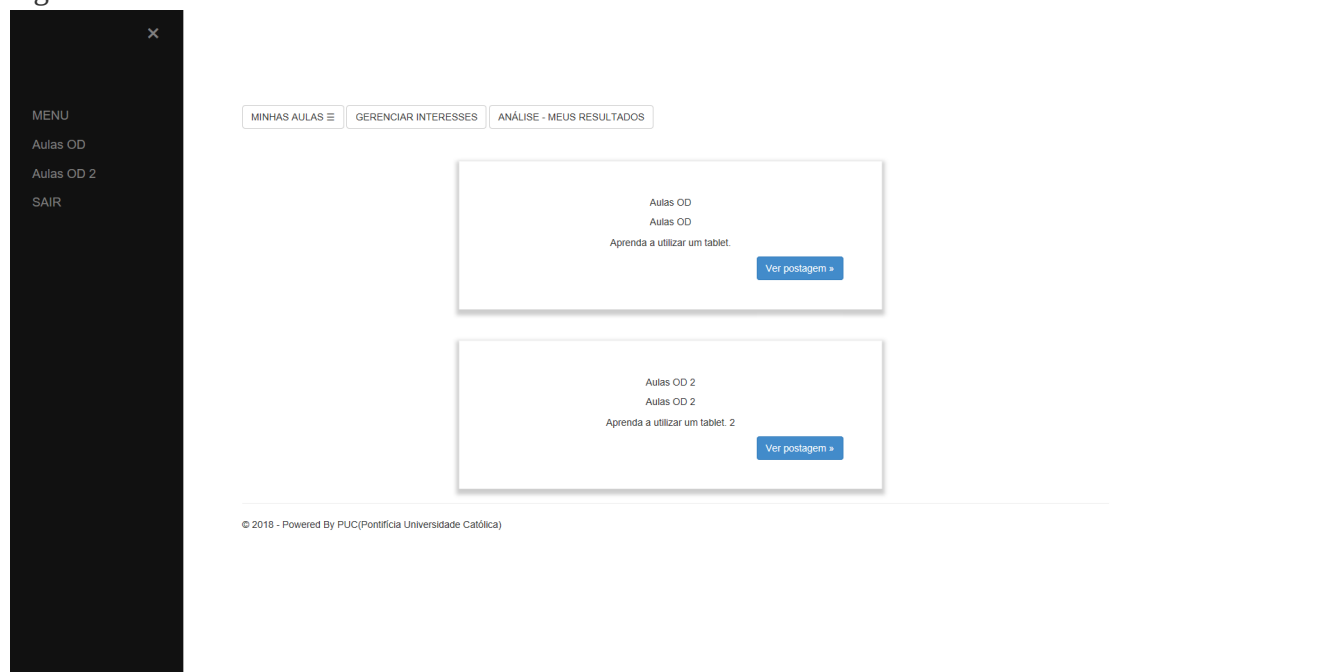 ×
MENU
Aulas OD
Aulas OD 2
SAIR
MINHAS AULAS ☰ GERENCIAR INTERESSES ANÁLISE - MEUS RESULTADOS
Aulas OD
Aulas OD
Aprenda a utilizar um tablet.
Ver postagem »
Aulas OD 2
Aulas OD 2
Aprenda a utilizar um tablet. 2
Ver postagem »
© 2018 - Powered By PUC(Pontifícia Universidade Católica)